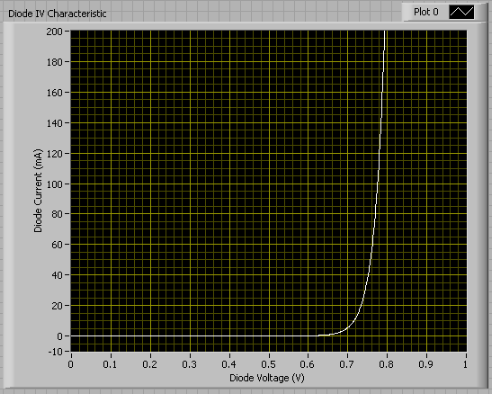 Diode IV Characteristic
Plot 0
200
180
160
140
120
100
80
60
40
20
0
-10
Diode Current (mA)
0 0.1 0.2 0.3 0.4 0.5 0.6 0.7 0.8 0.9 1
Diode Voltage (V)